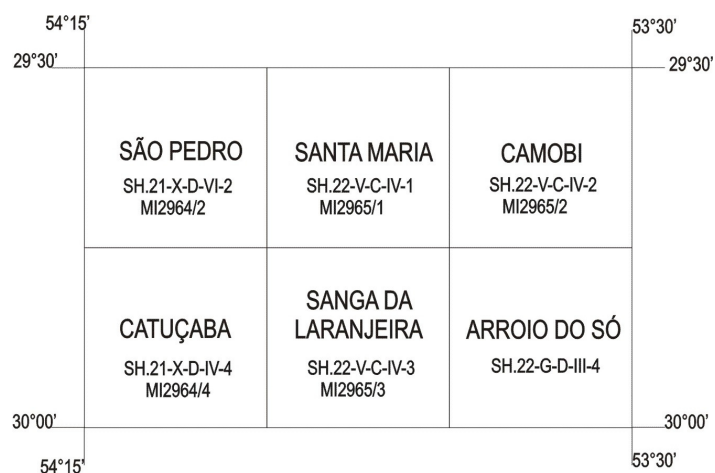 54°15'
53°30'
29°30'
29°30'
SÃO PEDRO
SH.21-X-D-VI-2
MI2964/2
SANTA MARIA
SH.22-V-C-IV-1
MI2965/1
CAMOBI
SH.22-V-C-IV-2
MI2965/2
CATUÇABA
SH.21-X-D-IV-4
MI2964/4
SANGA DA
LARANJEIRA
SH.22-V-C-IV-3
MI2965/3
ARROIO DO SÓ
SH.22-G-D-III-4
30°00'
30°00'
54°15'
53°30'